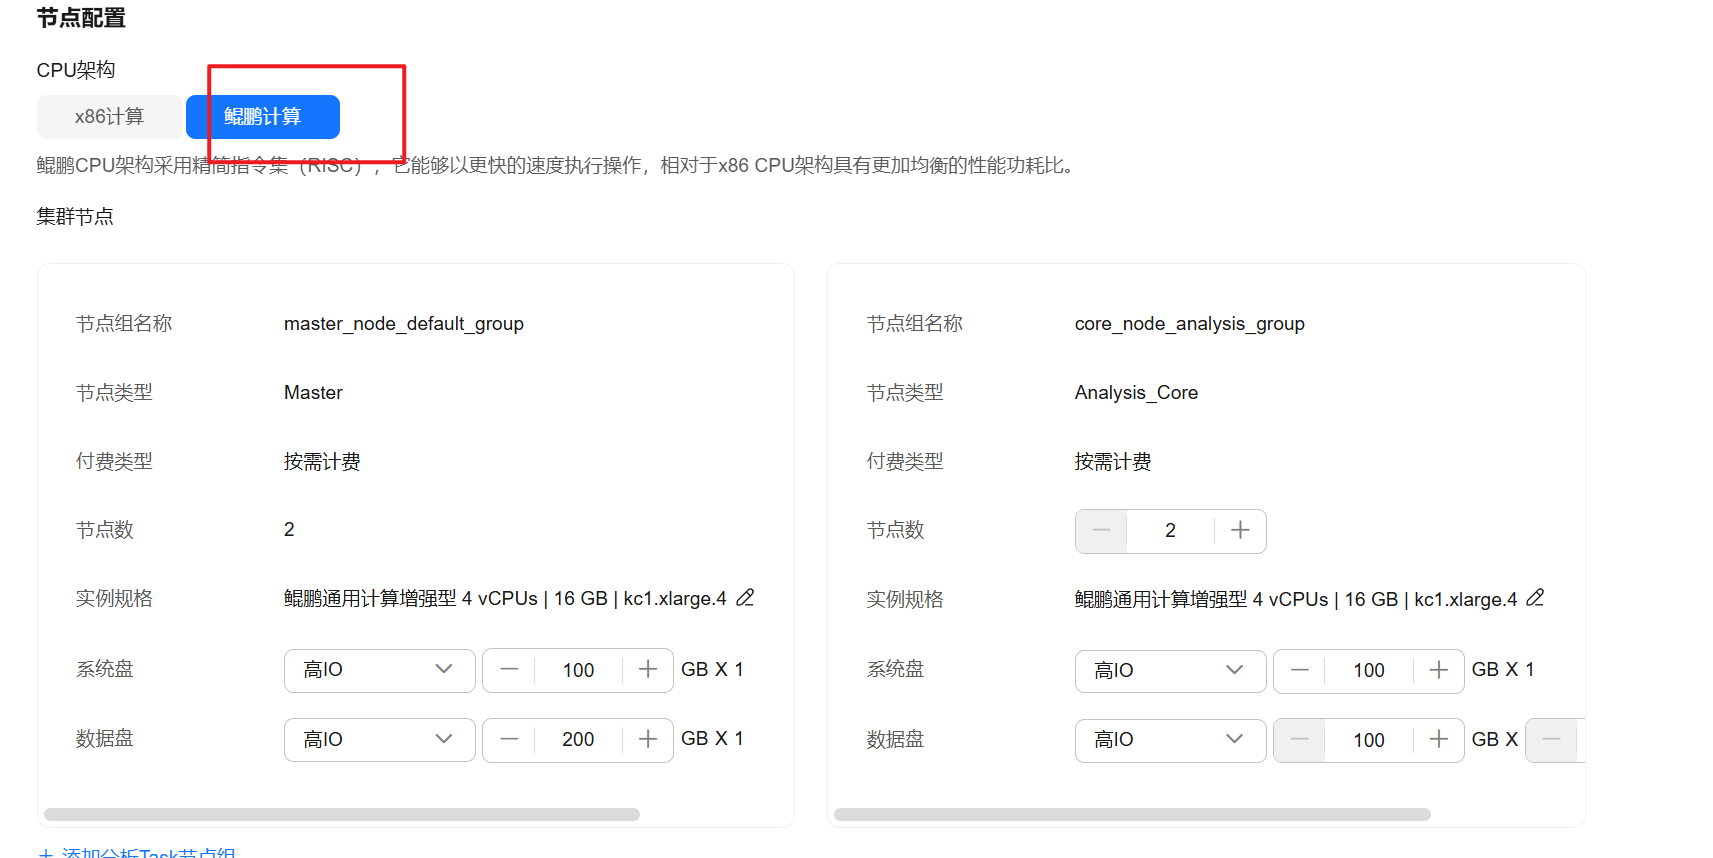 节点配置
CPU架构
x86计算 鲲鹏计算
鲲鹏CPU架构采用精简指令集（RISC），它能够以更快的速度执行操作，相对于x86 CPU架构具有更加均衡的性能功耗比。
集群节点
节点组名称 master_node_default_group
节点类型 Master
付费类型 按需计费
节点数 2
实例规格 鲲鹏通用计算增强型 4 vCPUs | 16 GB | kc1.xlarge.4
系统盘 高IO 100 GB X 1
数据盘 高IO 200 GB X 1
节点组名称 core_node_analysis_group
节点类型 Analysis_Core
付费类型 按需计费
节点数 2
实例规格 鲲鹏通用计算增强型 4 vCPUs | 16 GB | kc1.xlarge.4
系统盘 高IO 100 GB X 1
数据盘 高IO 100 GB X
添加分析Task节点组